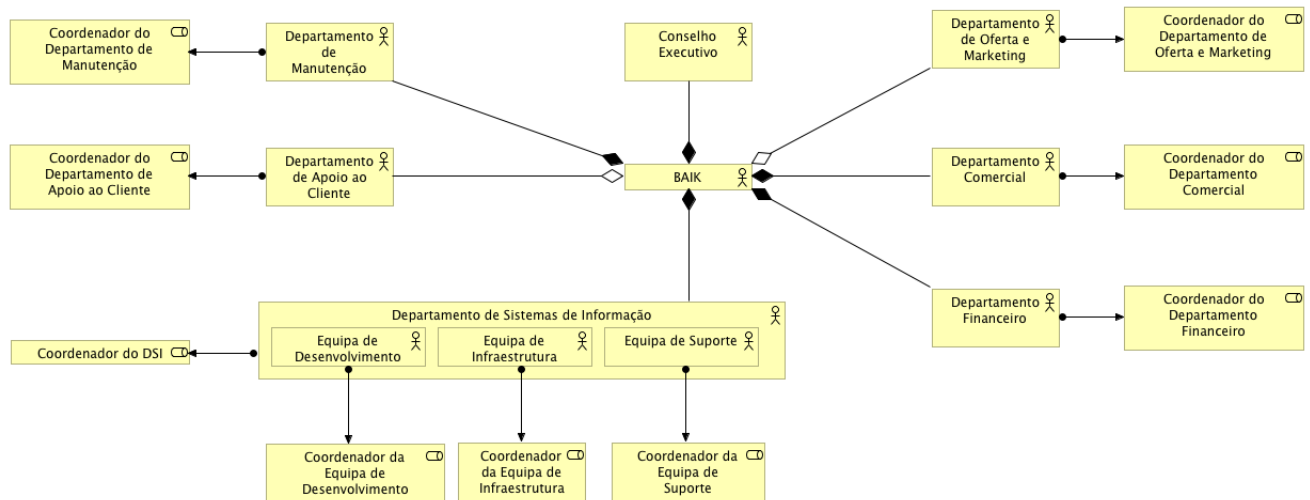 Coordenador do
Departamento de
Manutenção
Departamento
de
Manutenção
Conselho
Executivo
Departamento
de Oferta e
Marketing
Coordenador do
Departamento de
Oferta e Marketing
Coordenador do
Departamento de
Apoio ao Cliente
Departamento
de Apoio ao
Cliente
BAIK
Departamento
Comercial
Coordenador do
Departamento
Comercial
Departamento
Financeiro
Coordenador do
Departamento
Financeiro
Departamento de Sistemas de Informação
Coordenador do DSI
Equipa de
Desenvolvimento
Equipa de
Infraestrutura
Equipa de Suporte
Coordenador da
Equipa de
Desenvolvimento
Coordenador
da Equipa de
Infraestrutura
Coordenador da
Equipa de
Suporte